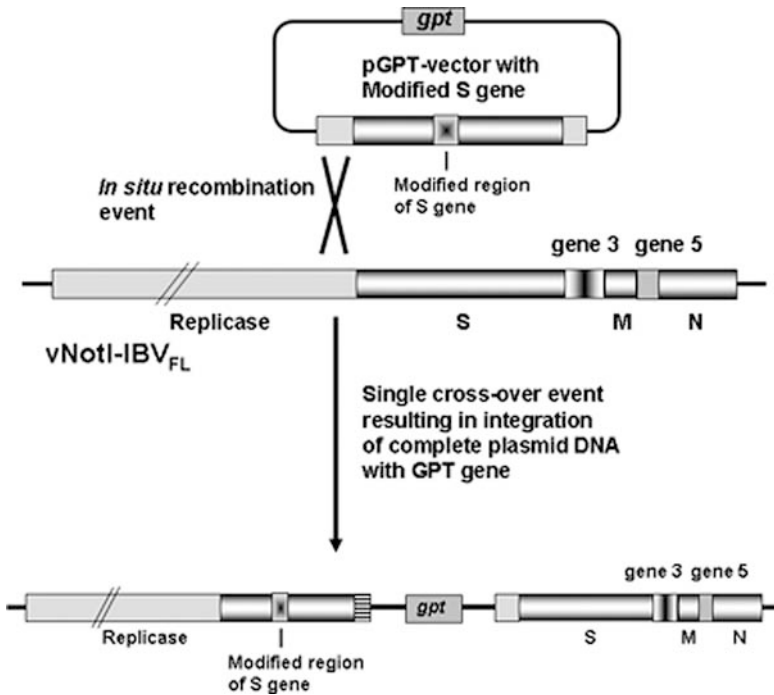 gpt
pGPT-vector with
Modified S gene
In situ recombination
event
Modified region
of S gene
gene 3 gene 5
Replicase S M N
vNotI-IBVFL
Single cross-over event
resulting in integration
of complete plasmid DNA
with GPT gene
gene 3 gene 5
gpt
Replicase S M N
Modified region
of S gene